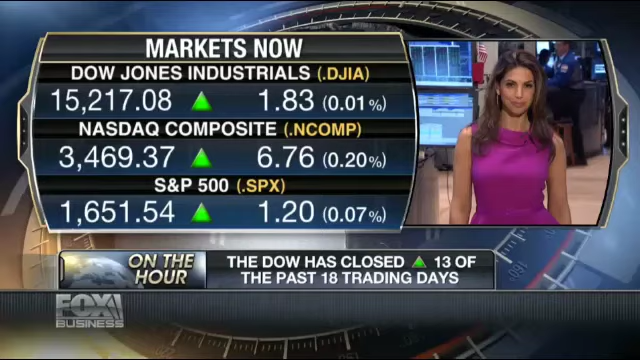 MARKETS NOW
DOW JONES INDUSTRIALS (.DJIA)
15,217.08 ▲ 1.83 (0.01%)
NASDAQ COMPOSITE (.NCOMP)
3,469.37 ▲ 6.76 (0.20%)
S&P 500 (.SPX)
1,651.54 ▲ 1.20 (0.07%)
ON THE HOUR
THE DOW HAS CLOSED ▲ 13 OF
THE PAST 18 TRADING DAYS
FOX
BUSINESS